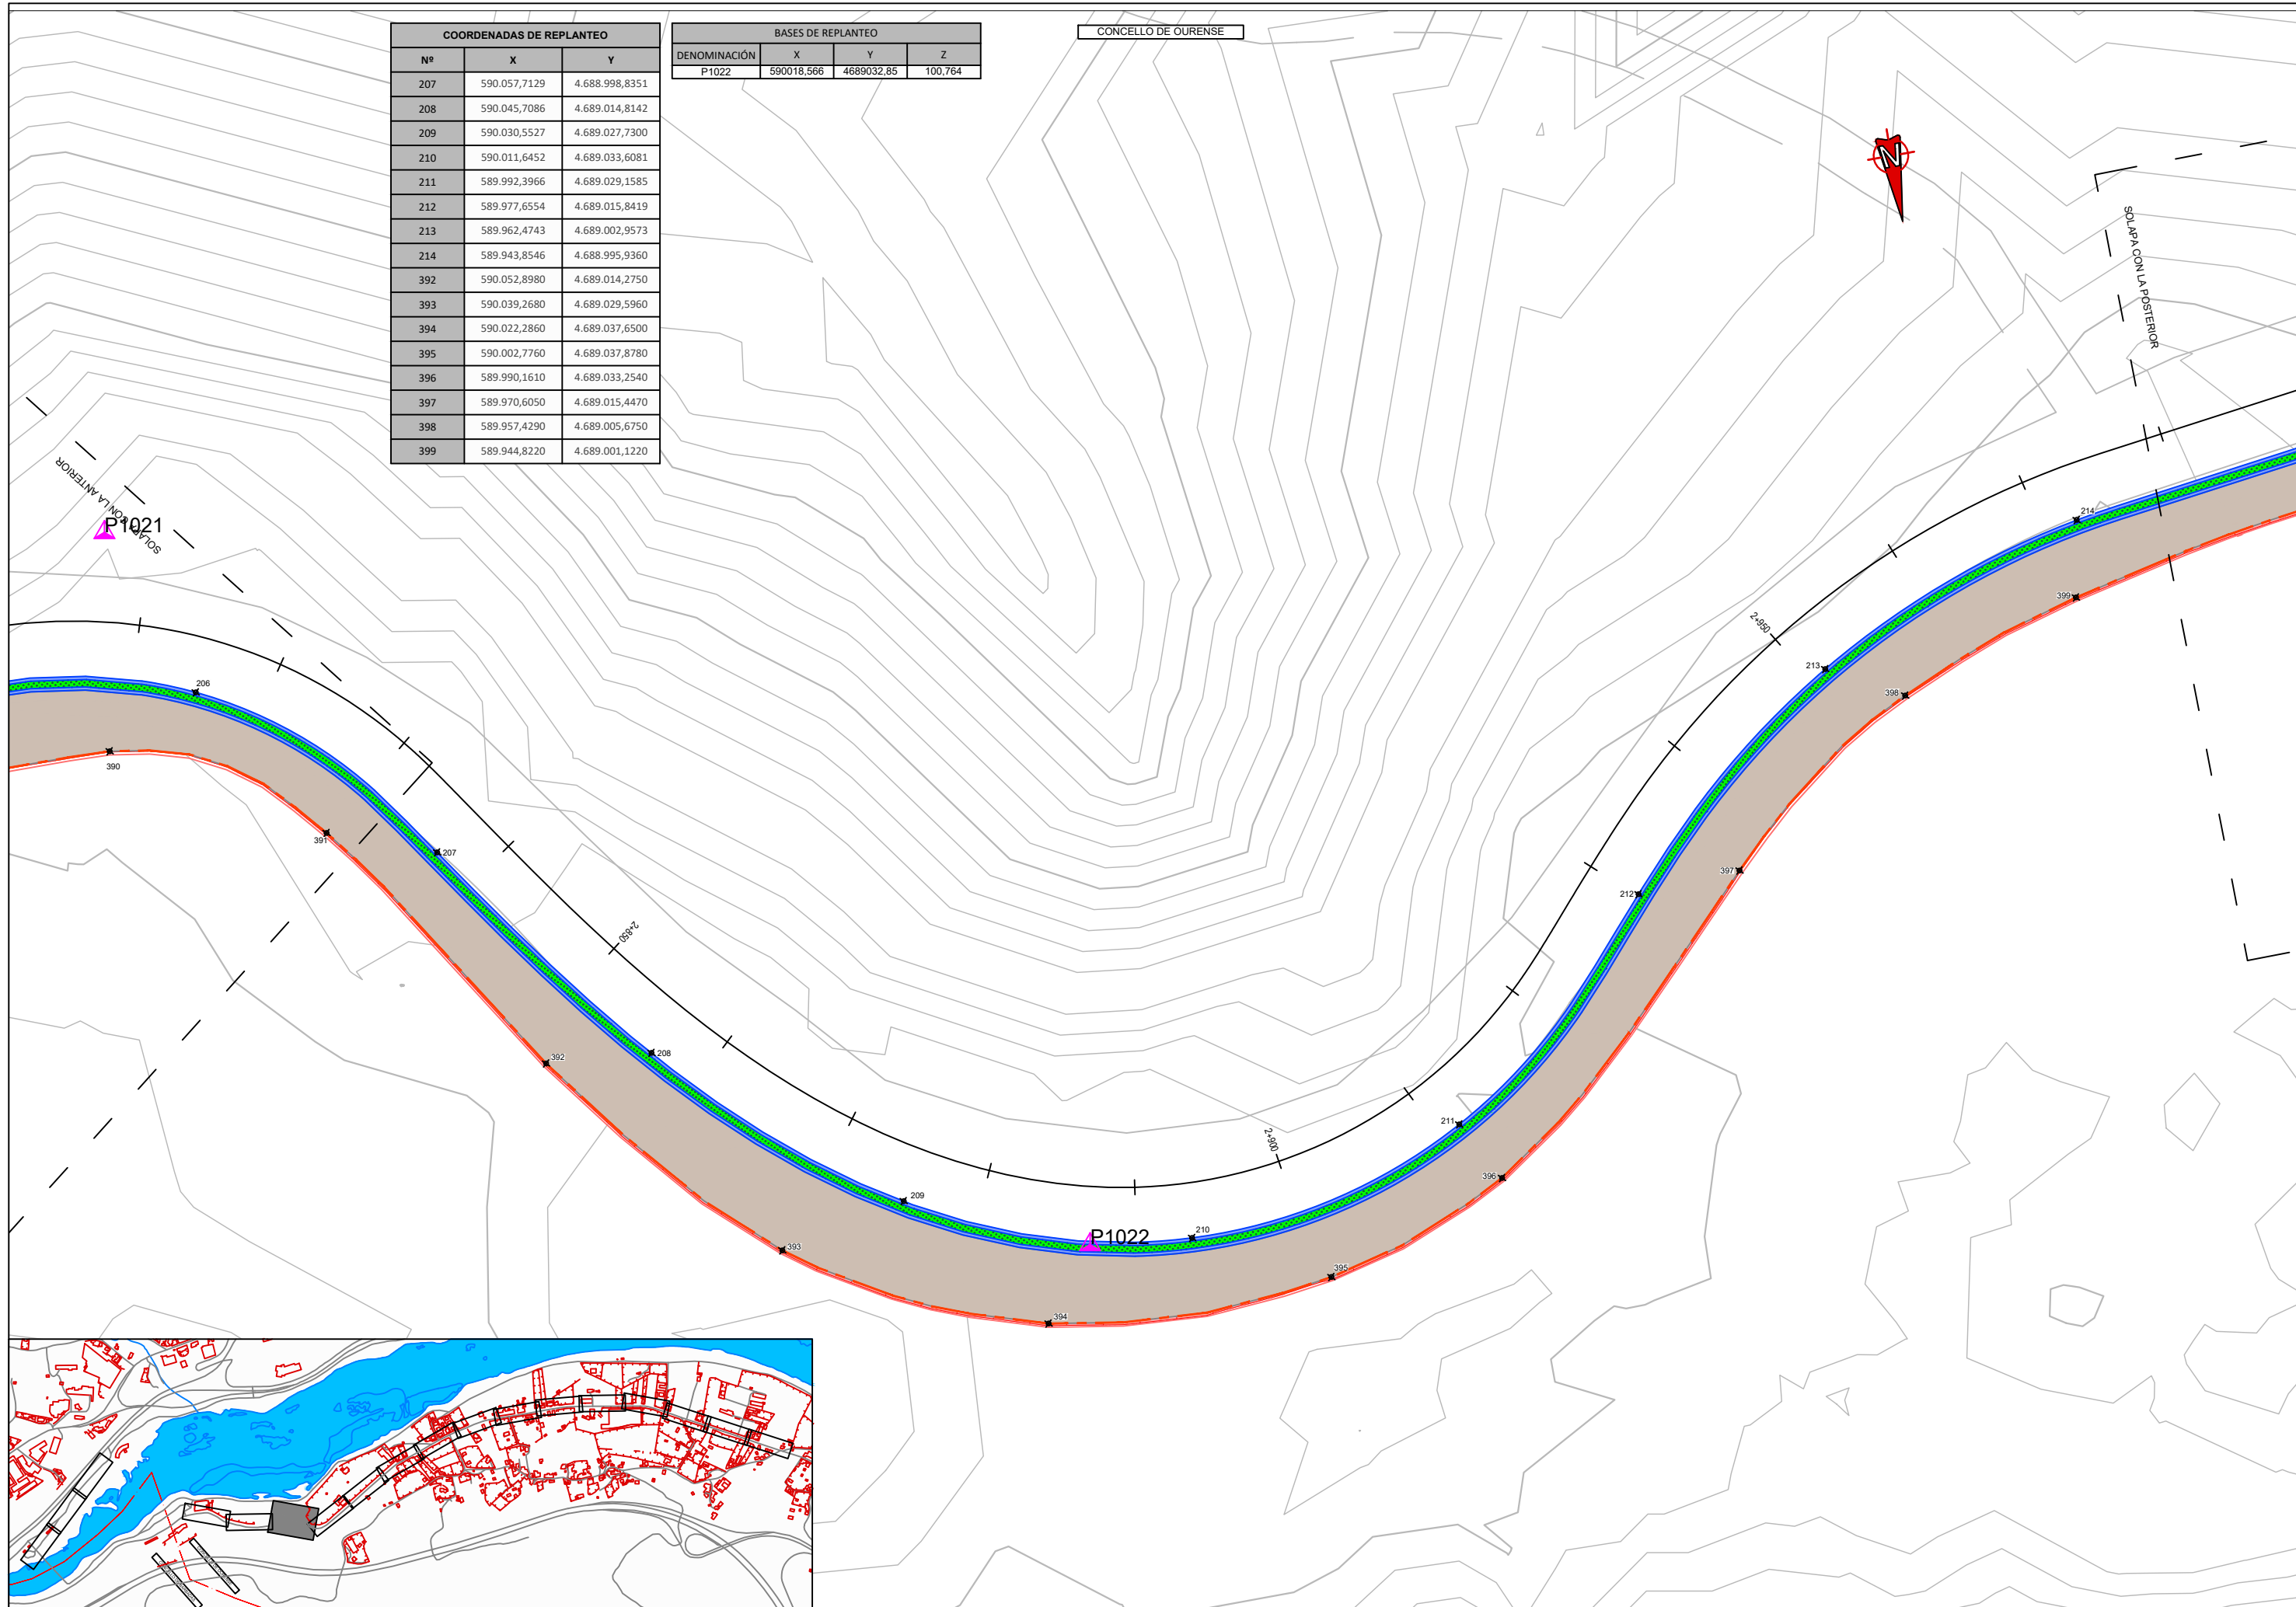 COORDENADAS DE REPLANTEO
Nº X Y
207 590.057,7129 4.688.998,8351
208 590.045,7086 4.689.014,8142
209 590.030,5527 4.689.027,7300
210 590.011,6452 4.689.033,6081
211 589.992,3966 4.689.029,1585
212 589.977,6554 4.689.015,8419
213 589.962,4743 4.689.002,9573
214 589.943,8546 4.688.995,9360
392 590.052,8980 4.689.014,2750
393 590.039,2680 4.689.029,5960
394 590.022,2860 4.689.037,6500
395 590.002,7760 4.689.037,8780
396 589.990,1610 4.689.033,2540
397 589.970,6050 4.689.015,4470
398 589.957,4290 4.689.005,6750
399 589.944,8220 4.689.001,1220
BASES DE REPLANTEO
DENOMINACIÓN X Y Z
P1022 590018,566 4689032,85 100,764
CONCELLO DE OURENSE
N
SOLAPA CON LA POSTERIOR
SOLAPA CON LA ANTERIOR
P1021
214
399
2+950
213
398
206
390
391
207
397
212
2+850
208
392
211
2+900
396
209
210
P1022
393
395
394